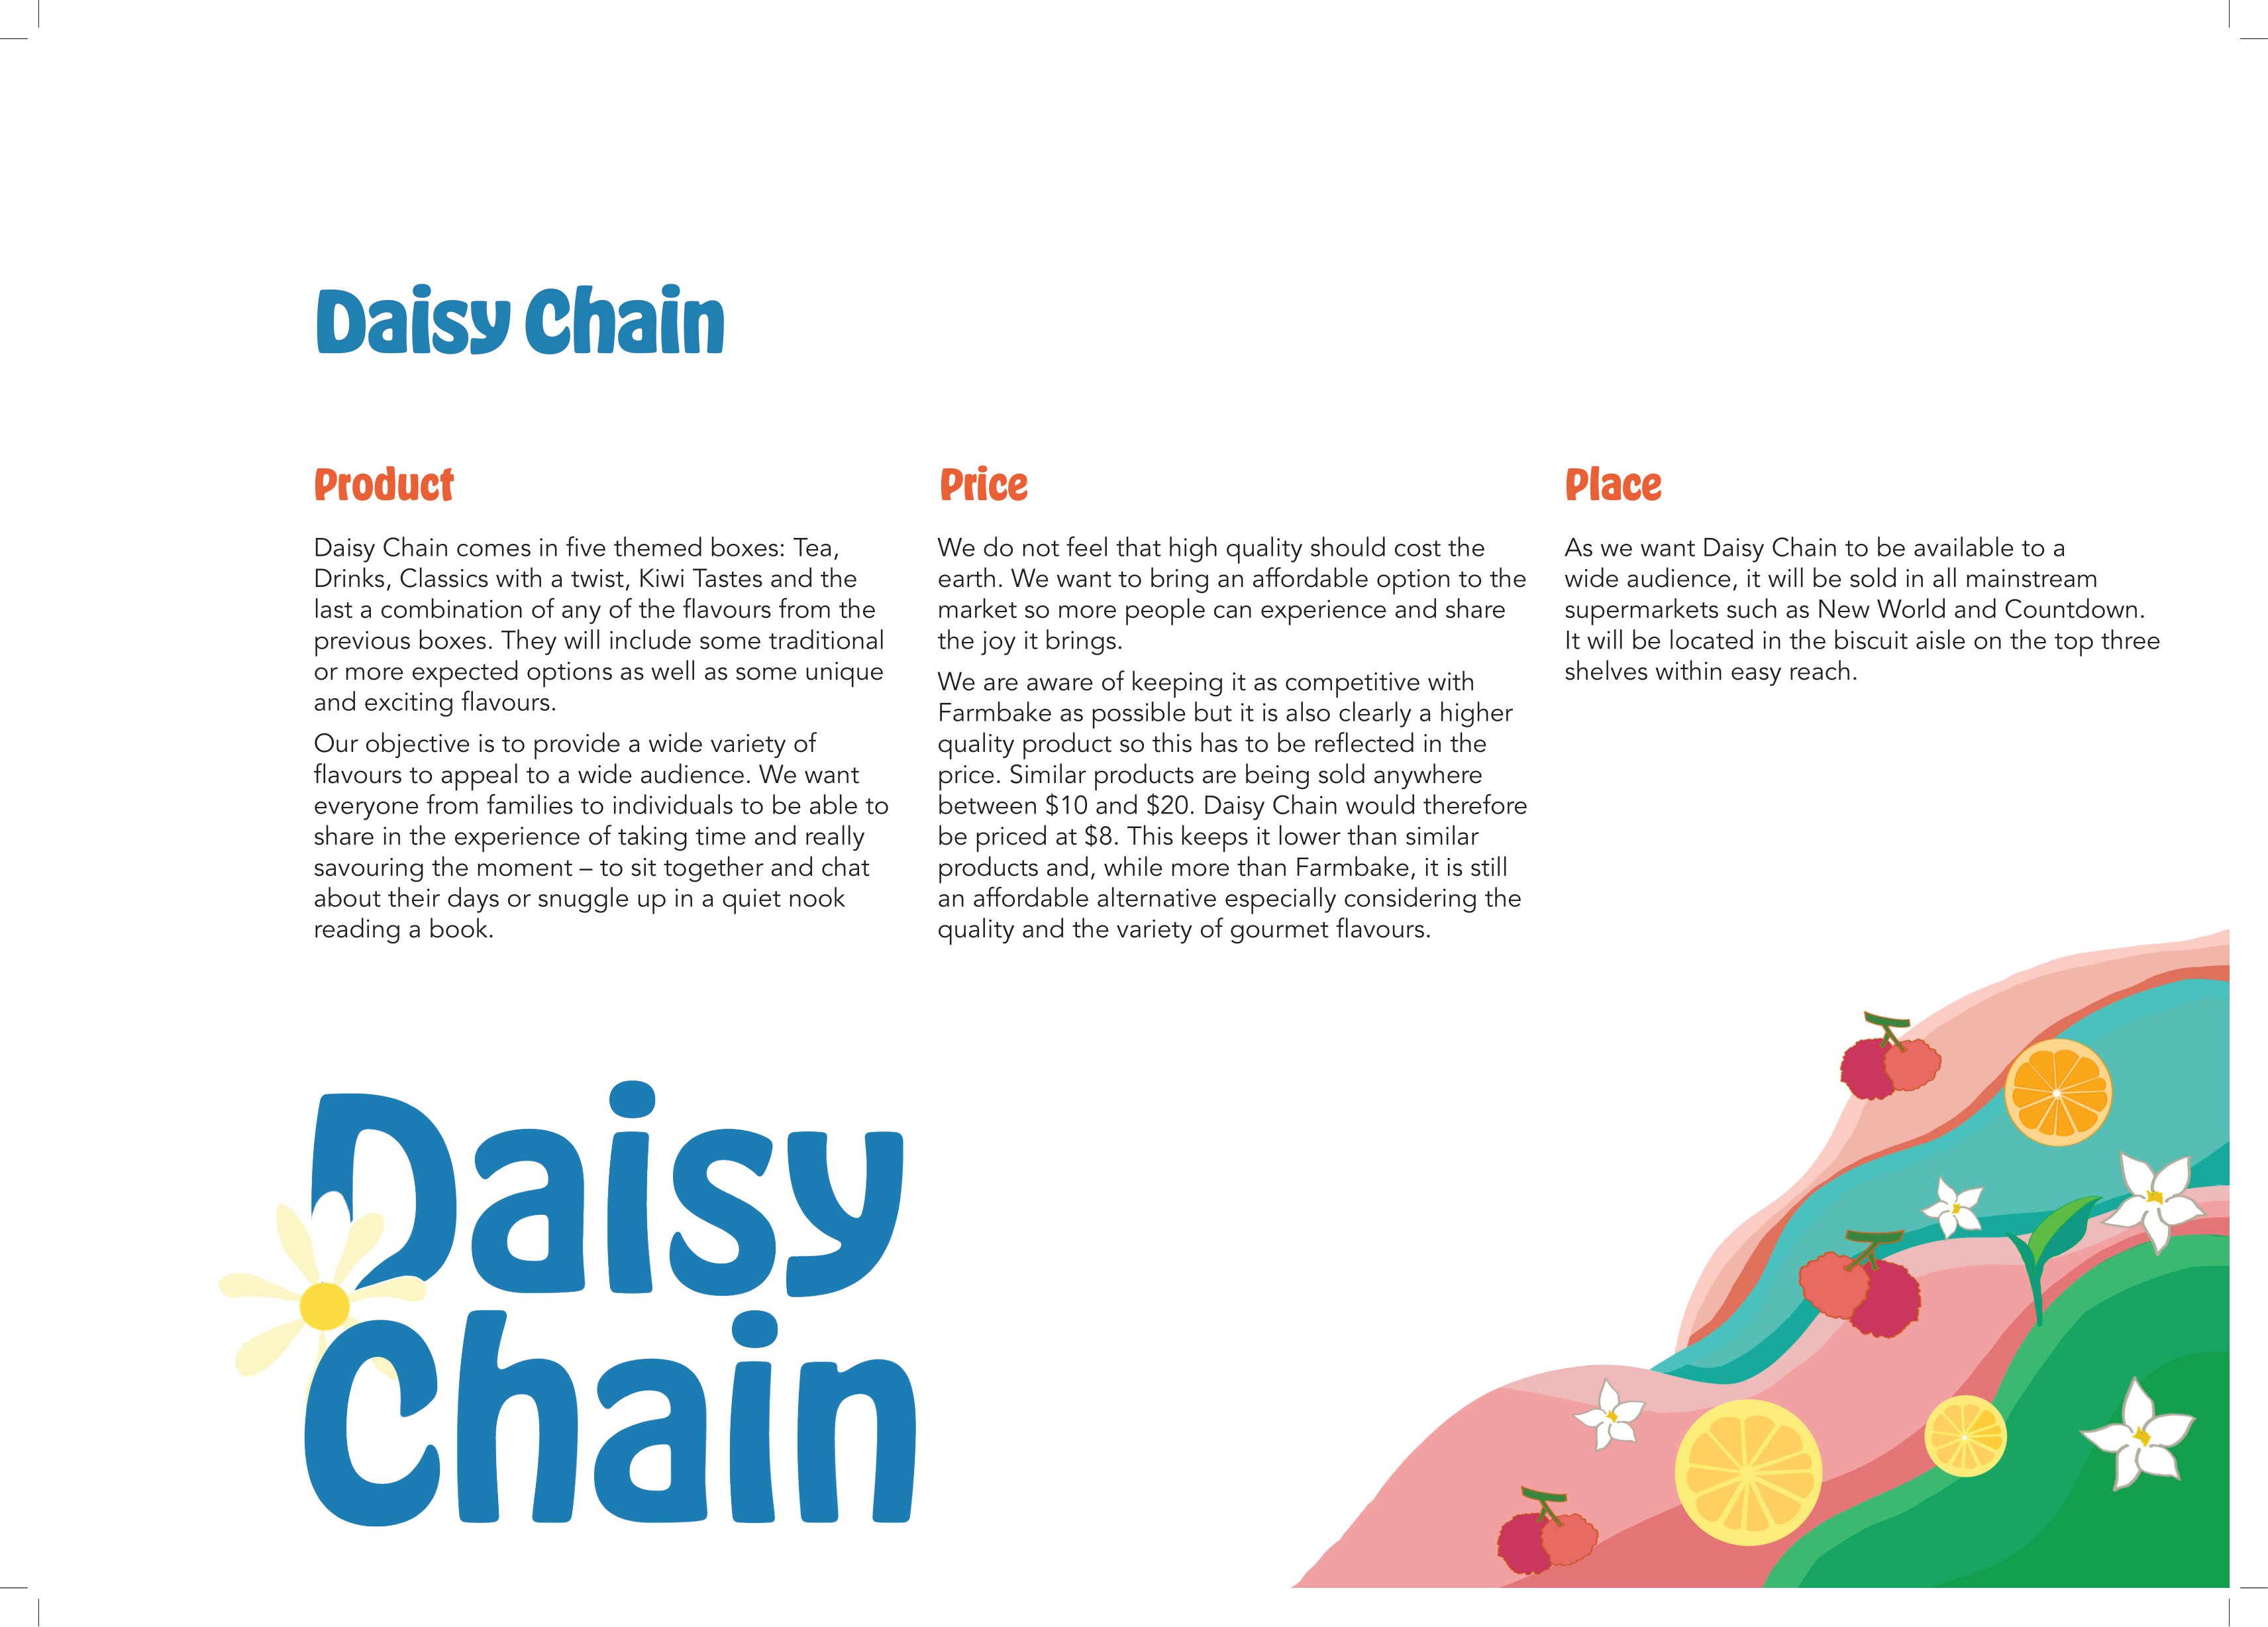 Daisy Chain
Product
Daisy Chain comes in five themed boxes: Tea,
Drinks, Classics with a twist, Kiwi Tastes and the
last a combination of any of the flavours from the
previous boxes. They will include some traditional
or more expected options as well as some unique
and exciting flavours.
Our objective is to provide a wide variety of
flavours to appeal to a wide audience. We want
everyone from families to individuals to be able to
share in the experience of taking time and really
savouring the moment – to sit together and chat
about their days or snuggle up in a quiet nook
reading a book.
Price
We do not feel that high quality should cost the
earth. We want to bring an affordable option to the
market so more people can experience and share
the joy it brings.
We are aware of keeping it as competitive with
Farmbake as possible but it is also clearly a higher
quality product so this has to be reflected in the
price. Similar products are being sold anywhere
between $10 and $20. Daisy Chain would therefore
be priced at $8. This keeps it lower than similar
products and, while more than Farmbake, it is still
an affordable alternative especially considering the
quality and the variety of gourmet flavours.
Place
As we want Daisy Chain to be available to a
wide audience, it will be sold in all mainstream
supermarkets such as New World and Countdown.
It will be located in the biscuit aisle on the top three
shelves within easy reach.
Daisy
Chain